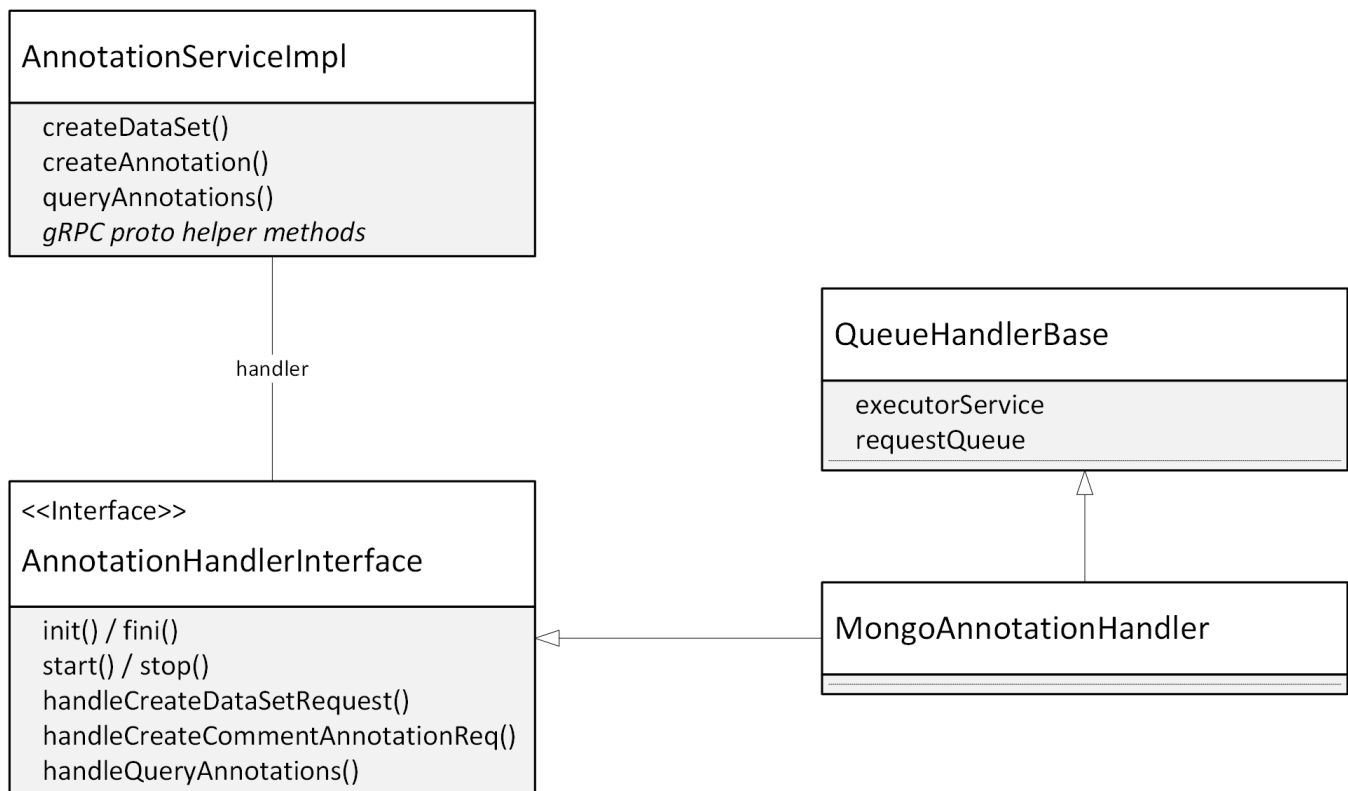 AnnotationServiceImpl
createDataSet()
createAnnotation()
queryAnnotations()
gRPC proto helper methods
handler
QueueHandlerBase
executorService
requestQueue
<<Interface>>
AnnotationHandlerInterface
init() / fini()
start() / stop()
handleCreateDataSetRequest()
handleCreateCommentAnnotationReq()
handleQueryAnnotations()
MongoAnnotationHandler